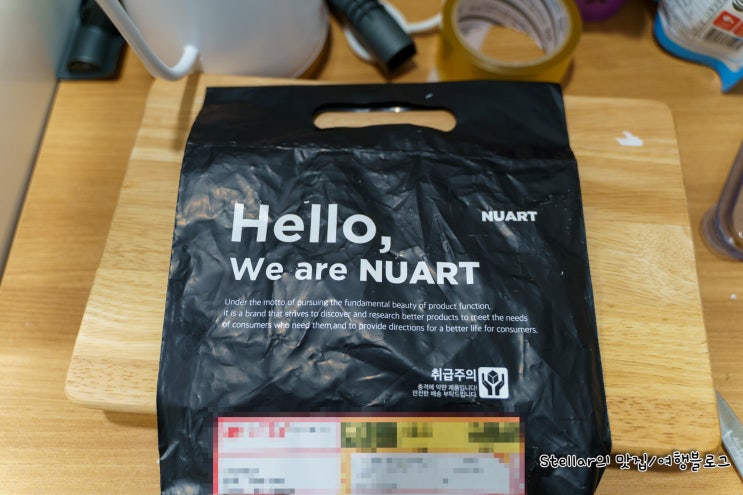 Hello,
NUART
We are NUART
Under the motto of pursuing the fundamental beauty of product function,
it is a brand that strives to discover and research better products to meet the needs
of consumers who need them,and to provide directions for a better life for consumers.
취급주의
충격에 약한 제품입니다!
안전한 배송 부탁드립니다
Stellar의 맛집/여행블로그